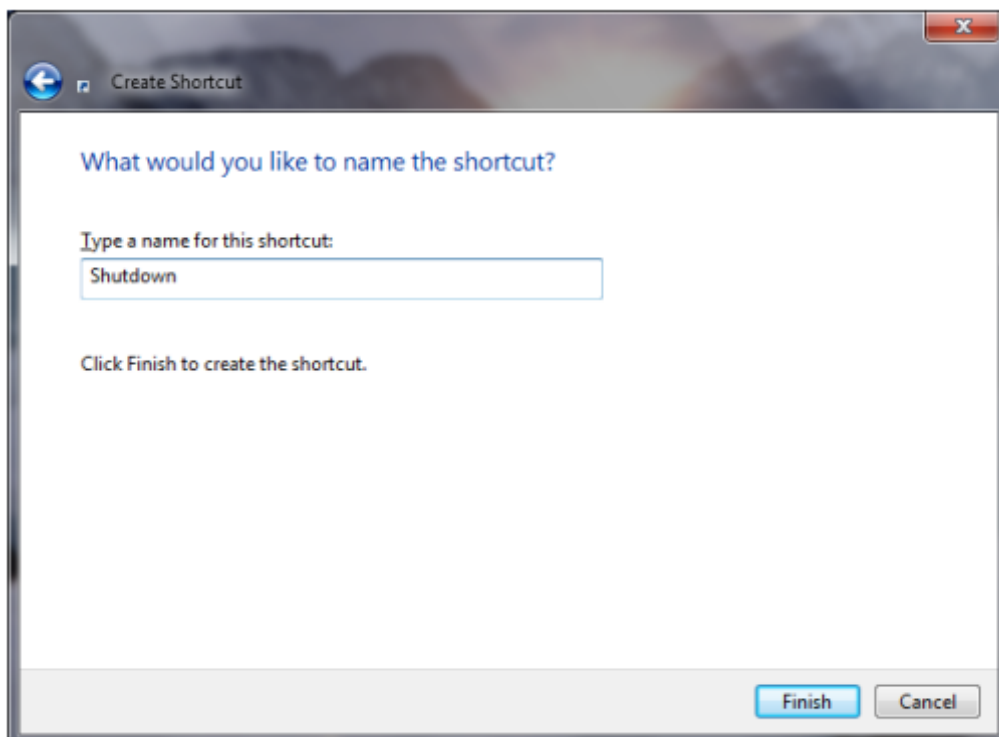 Create Shortcut
What would you like to name the shortcut?
Type a name for this shortcut:
Shutdown
Click Finish to create the shortcut.
Finish Cancel